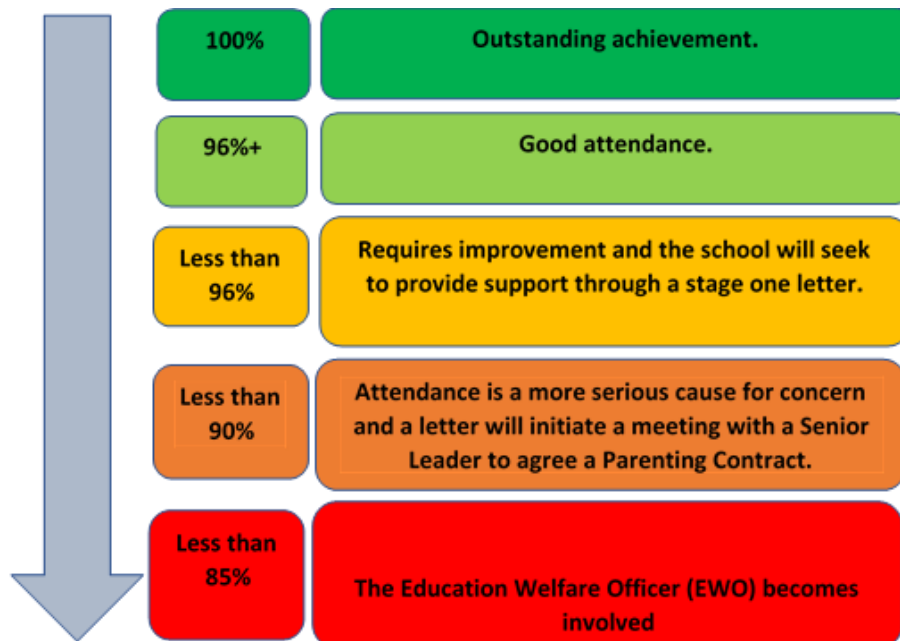 100%
Outstanding achievement.
96%+
Good attendance.
Less than
96%
Requires improvement and the school will seek
to provide support through a stage one letter.
Less than
90%
Attendance is a more serious cause for concern
and a letter will initiate a meeting with a Senior
Leader to agree a Parenting Contract.
Less than
85%
The Education Welfare Officer (EWO) becomes
involved